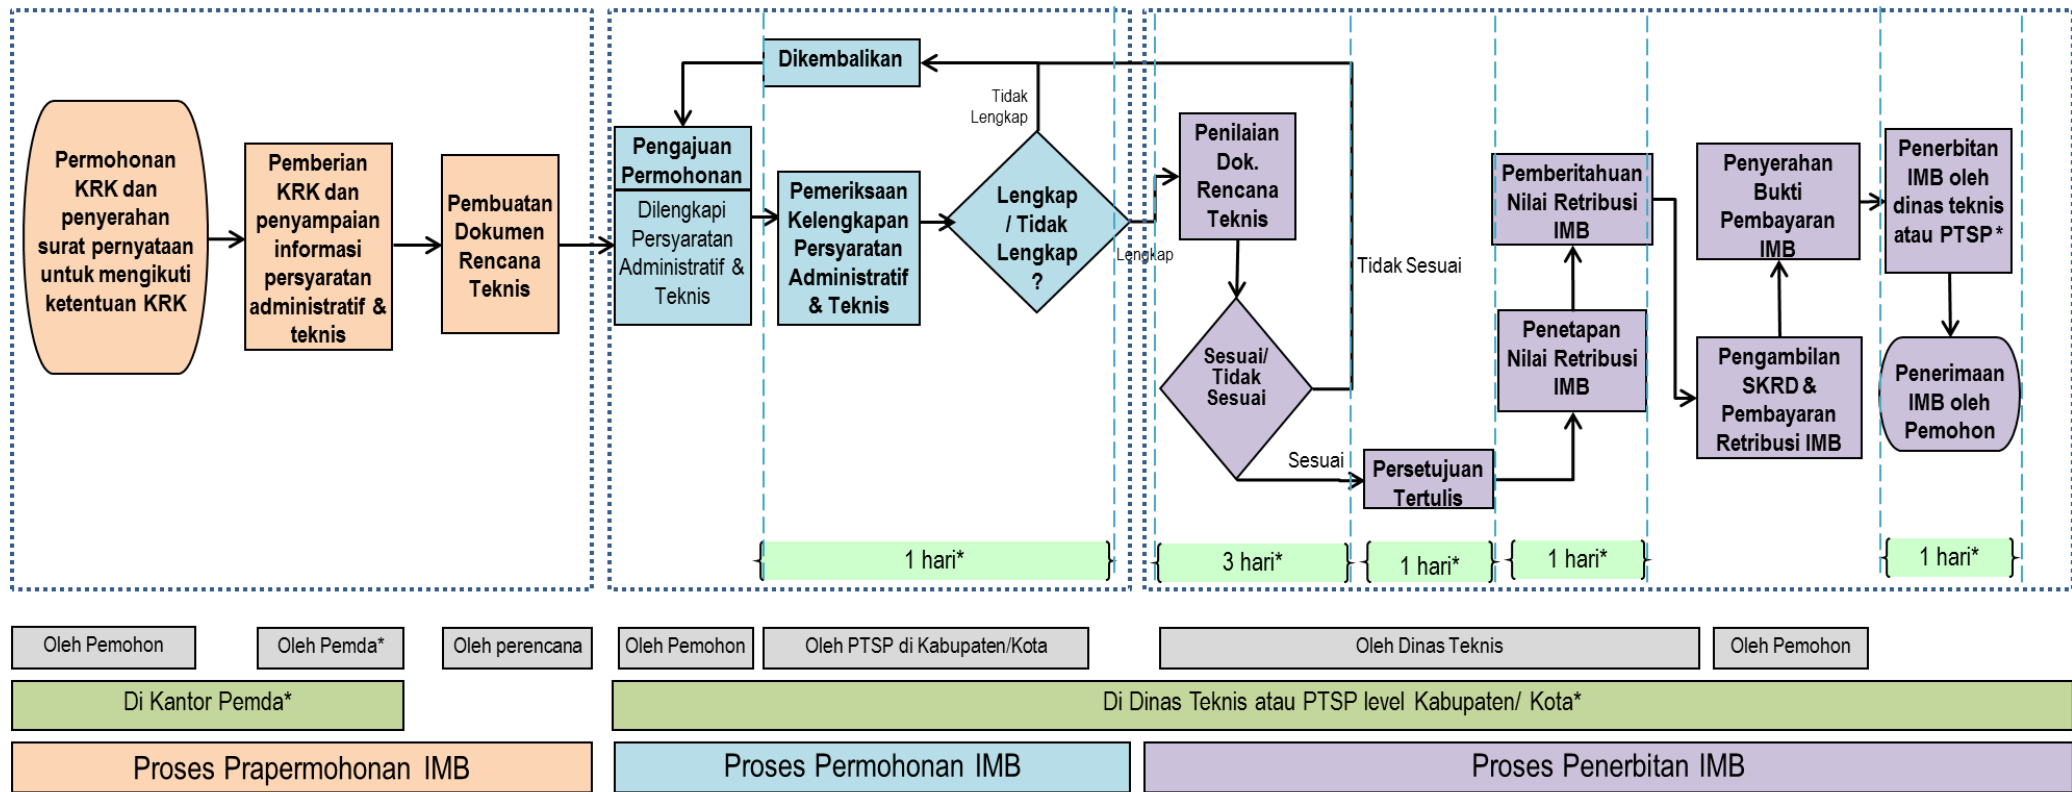 Permohonan
KRK dan
penyerahan
surat pernyataan
untuk mengikuti
ketentuan KRK
Pemberian
KRK dan
penyampaian
informasi
persyaratan
administratif &
teknis
Pembuatan
Dokumen
Rencana
Teknis
Dikembalikan
Pengajuan
Permohonan
Dilengkapi
Persyaratan
Administratif &
Teknis
Pemeriksaan
Kelengkapan
Persyaratan
Administratif
& Teknis
Tidak
Lengkap
Lengkap
/ Tidak
Lengkap
?
Lengkap
Penilaian
Dok.
Rencana
Teknis
Sesuai/
Tidak
Sesuai
Tidak Sesuai
Sesuai
Persetujuan
Tertulis
Pemberitahuan
Nilai Retribusi
IMB
Penetapan
Nilai Retribusi
IMB
Penyerahan
Bukti
Pembayaran
IMB
Pengambilan
SKRD &
Pembayaran
Retribusi IMB
Penerbitan
IMB oleh
dinas teknis
atau PTSP*
Penerimaan
IMB oleh
Pemohon
1 hari*
3 hari*
1 hari*
1 hari*
1 hari*
Oleh Pemohon
Oleh Pemda*
Oleh perencana
Oleh Pemohon
Oleh PTSP di Kabupaten/Kota
Oleh Dinas Teknis
Oleh Pemohon
Di Kantor Pemda*
Di Dinas Teknis atau PTSP level Kabupaten/ Kota*
Proses Prapermohonan IMB
Proses Permohonan IMB
Proses Penerbitan IMB